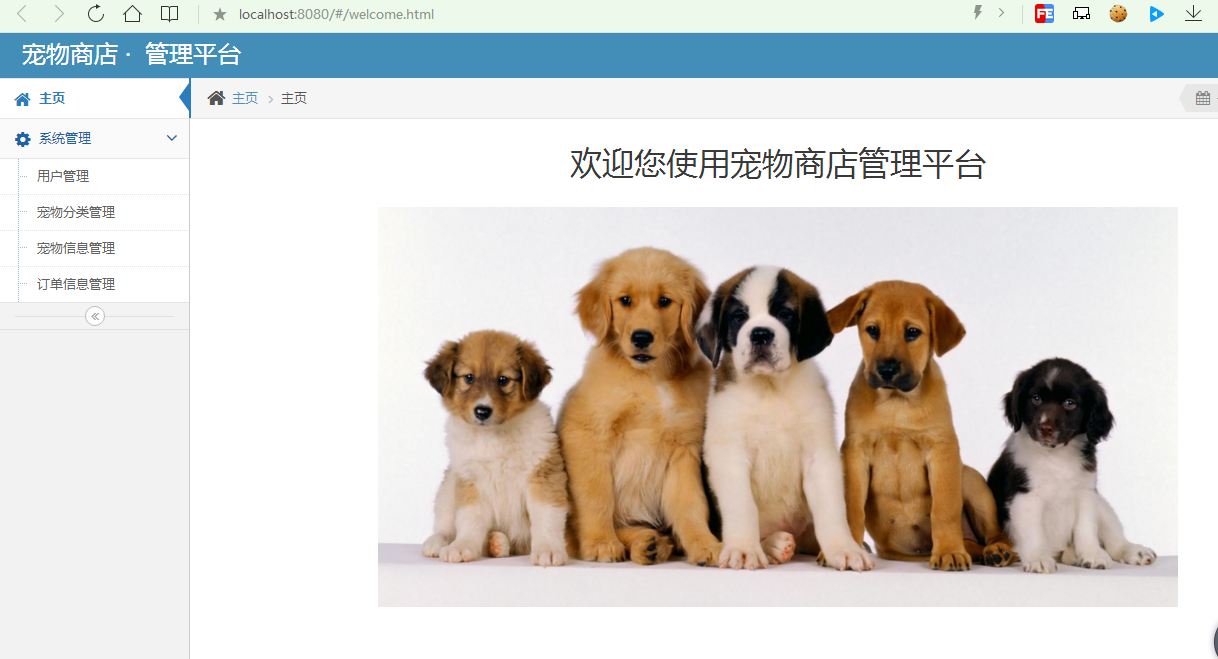 localhost:8080/#/welcome.html
FE
宠物商店 · 管理平台
主页
主页 > 主页
系统管理
用户管理
宠物分类管理
宠物信息管理
订单信息管理
欢迎您使用宠物商店管理平台